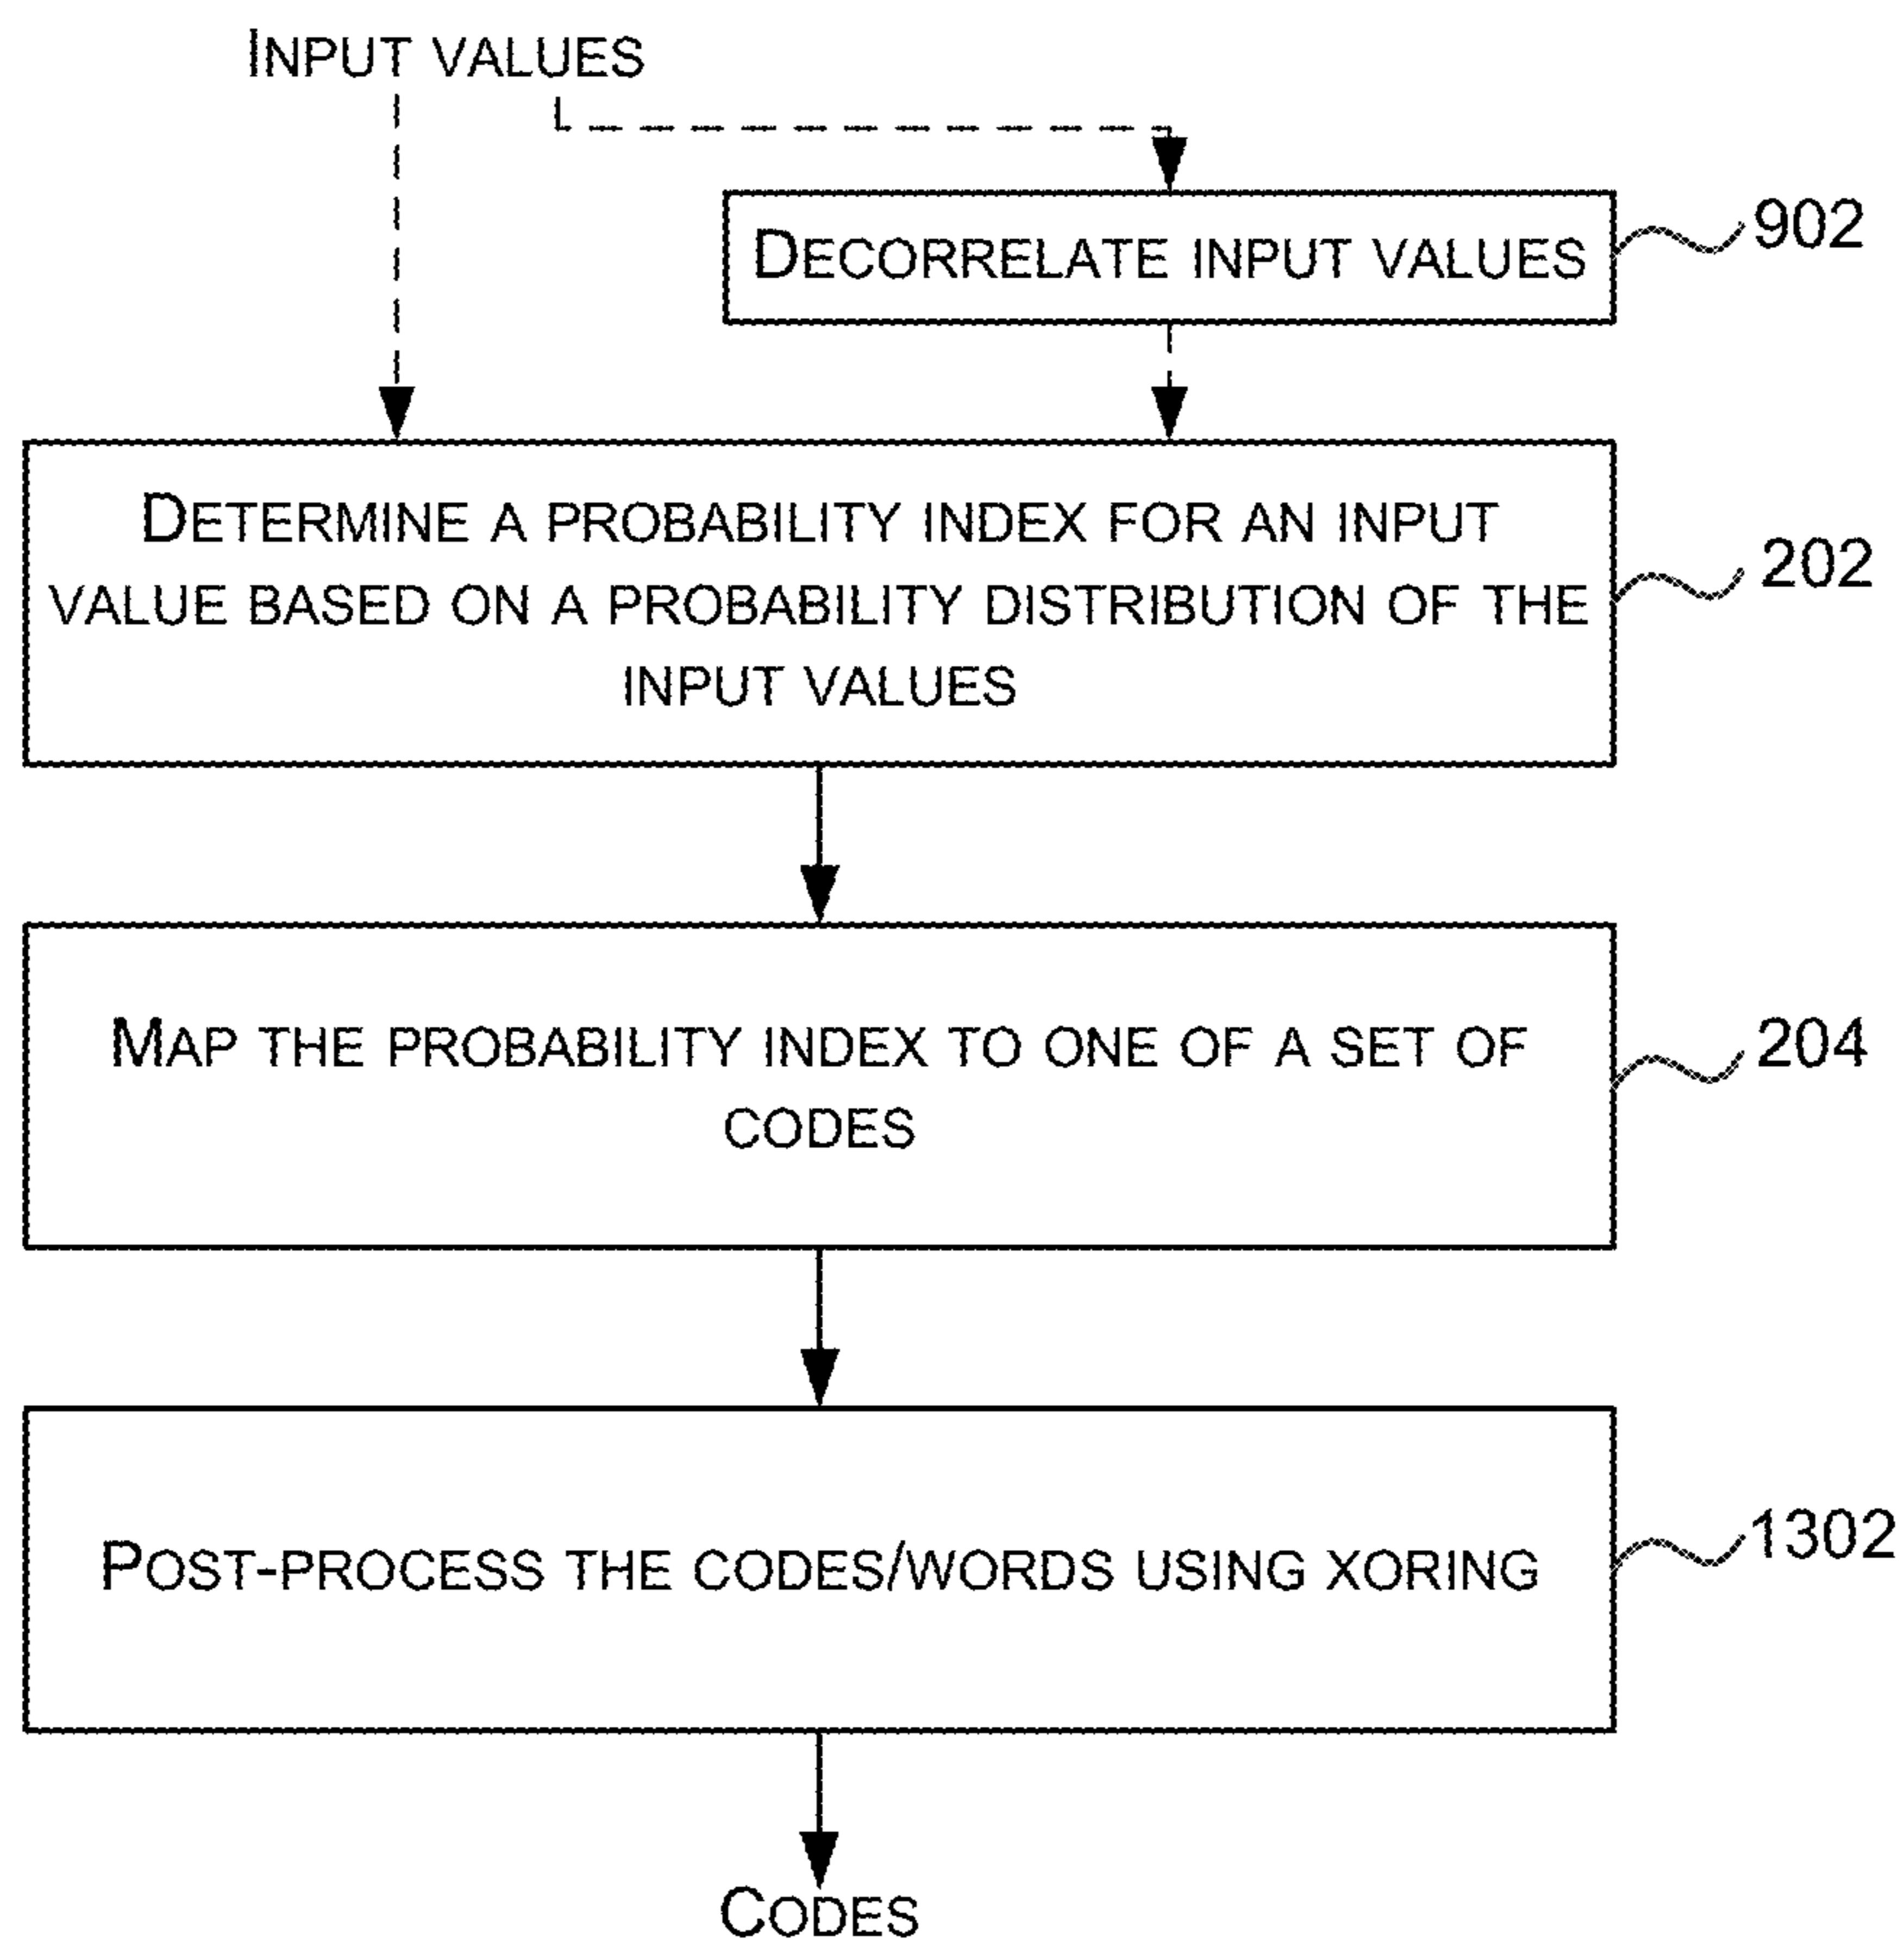 INPUT VALUES
DECORRELATE INPUT VALUES
902
DETERMINE A PROBABILITY INDEX FOR AN INPUT
VALUE BASED ON A PROBABILITY DISTRIBUTION OF THE
INPUT VALUES
202
MAP THE PROBABILITY INDEX TO ONE OF A SET OF
CODES
204
POST-PROCESS THE CODES/WORDS USING XORING
1302
CODES